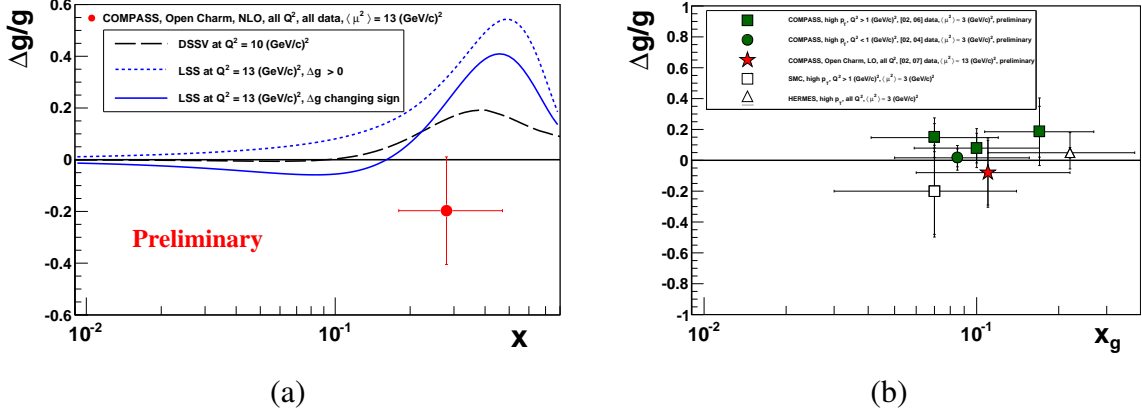 COMPASS, Open Charm, NLO, all Q², all data, ⟨μ²⟩ = 13 (GeV/c)²
DSSV at Q² = 10 (GeV/c)²
LSS at Q² = 13 (GeV/c)², Δg > 0
LSS at Q² = 13 (GeV/c)², Δg changing sign
Δg/g
0.6
0.4
0.2
0
-0.2
-0.4
-0.6
Preliminary
10⁻²
10⁻¹
x
(a)
COMPASS, high p_T, Q² > 1 (GeV/c)², [02, 06] data, ⟨μ²⟩ = 3 (GeV/c)², preliminary
COMPASS, high p_T, Q² < 1 (GeV/c)², [02, 04] data, ⟨μ²⟩ = 3 (GeV/c)², preliminary
COMPASS, Open Charm, LO, all Q², [02, 07] data, ⟨μ²⟩ = 13 (GeV/c)², preliminary
SMC, high p_T, Q² > 1 (GeV/c)², ⟨μ²⟩ = 3 (GeV/c)²
HERMES, high p_T, all Q², ⟨μ²⟩ = 3 (GeV/c)²
Δg/g
1
0.8
0.6
0.4
0.2
0
-0.2
-0.4
-0.6
-0.8
-1
10⁻²
10⁻¹
x_g
(b)